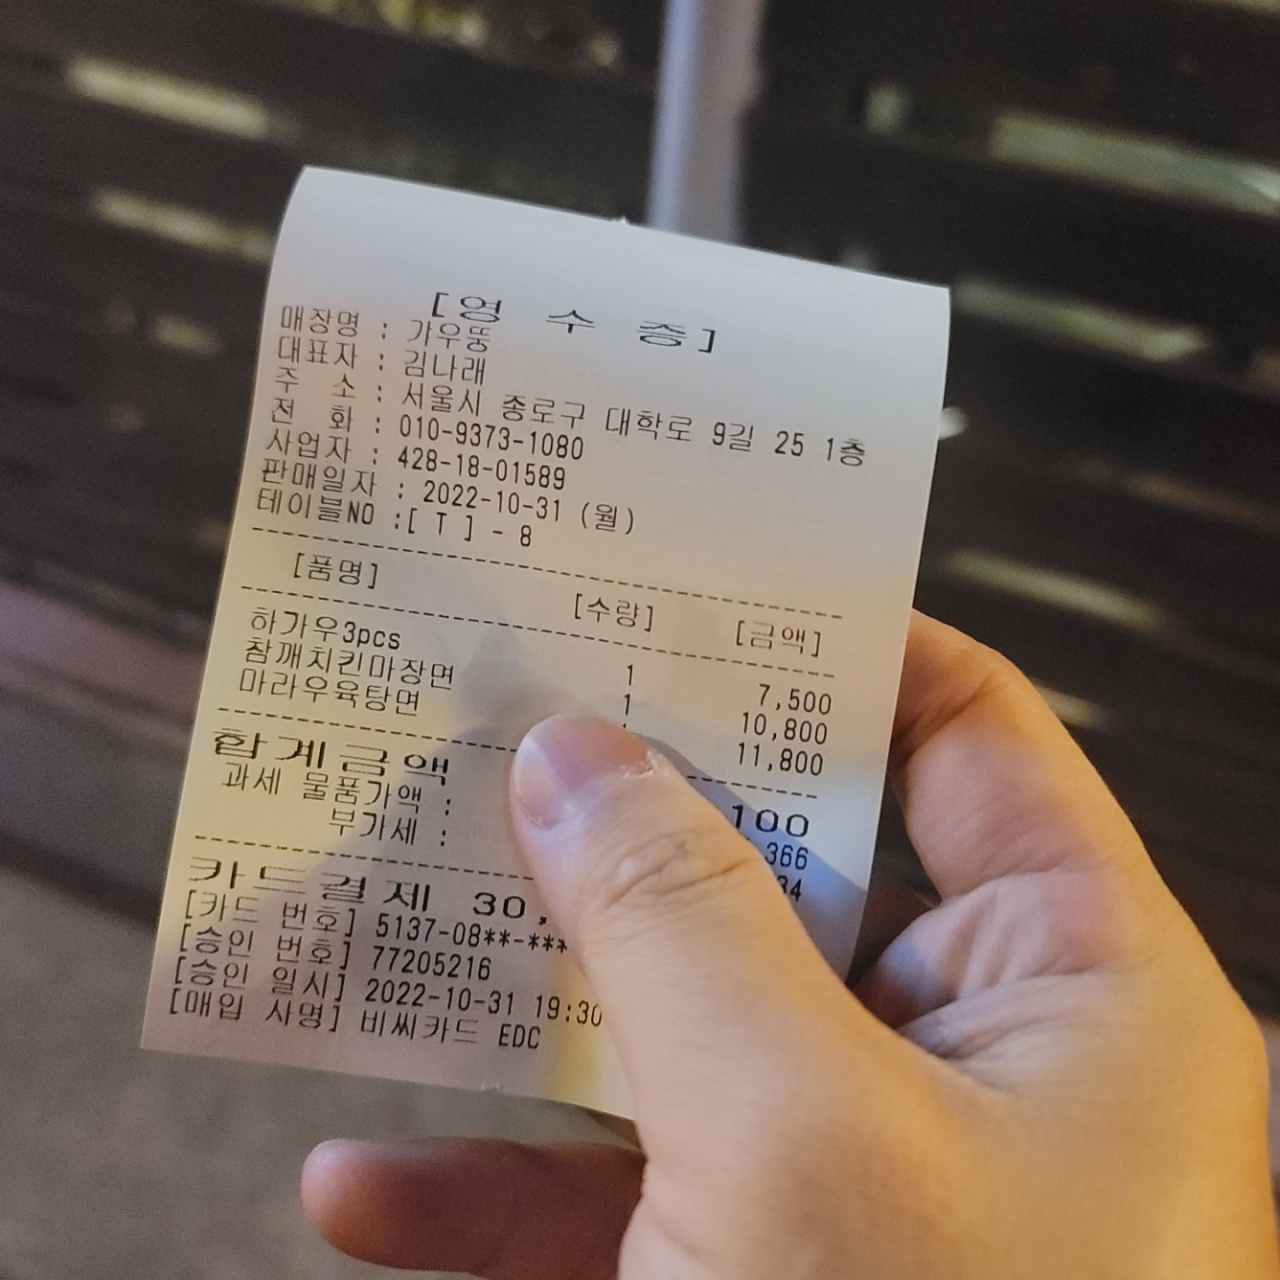 [영 수 증]
매장명 : 가우뚱
대표자 : 김나래
주 소 : 서울시 종로구 대학로 9길 25 1층
전 화 : 010-9373-1080
사업자 : 428-18-01589
판매일자 : 2022-10-31 (월)
테이블NO :[ T ] - 8
[품명] [수량] [금액]
하가우3pcs 1 7,500
참깨치킨마장면 1 10,800
마라우육탕면 11,800
합계금액 100
과세 물품가액 : 366
부가세 : 34
카드결제 30,
[카드 번호] 5137-08**-***
[승인 번호] 77205216
[승인 일시] 2022-10-31 19:30
[매입 사명] 비씨카드 EDC